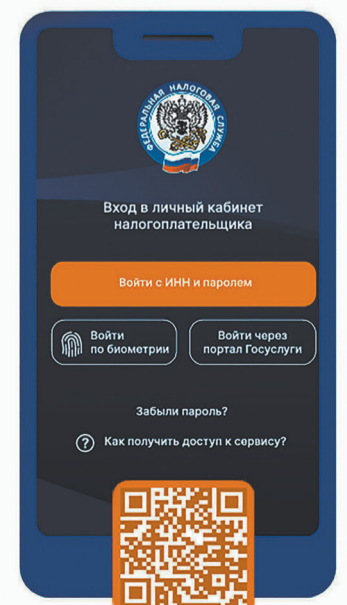 ФЕДЕРАЛЬНАЯ НАЛОГОВАЯ СЛУЖБА
Вход в личный кабинет
налогоплательщика
Войти с ИНН и паролем
Войти
по биометрии
Войти через
портал Госуслуги
Забыли пароль?
? Как получить доступ к сервису?